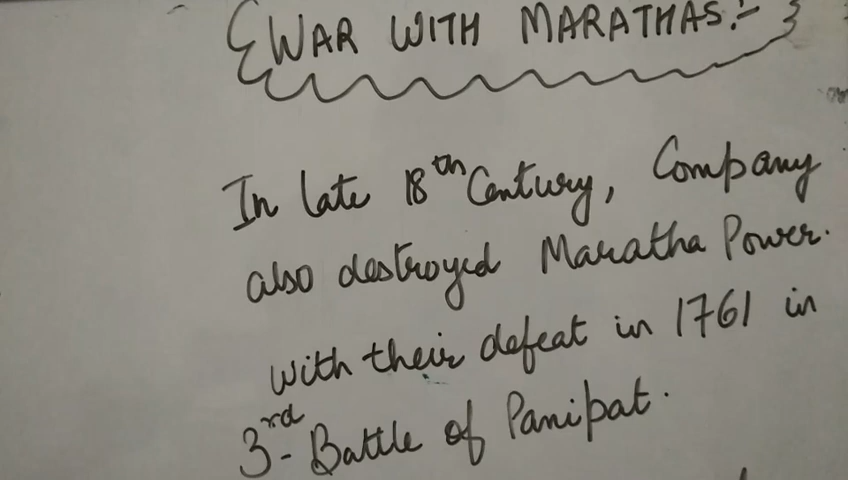 WAR WITH MARATHAS:-
In late 18th Century, Company
also destroyed Maratha Power.
with their defeat in 1761 in
3rd- Battle of Panipat.